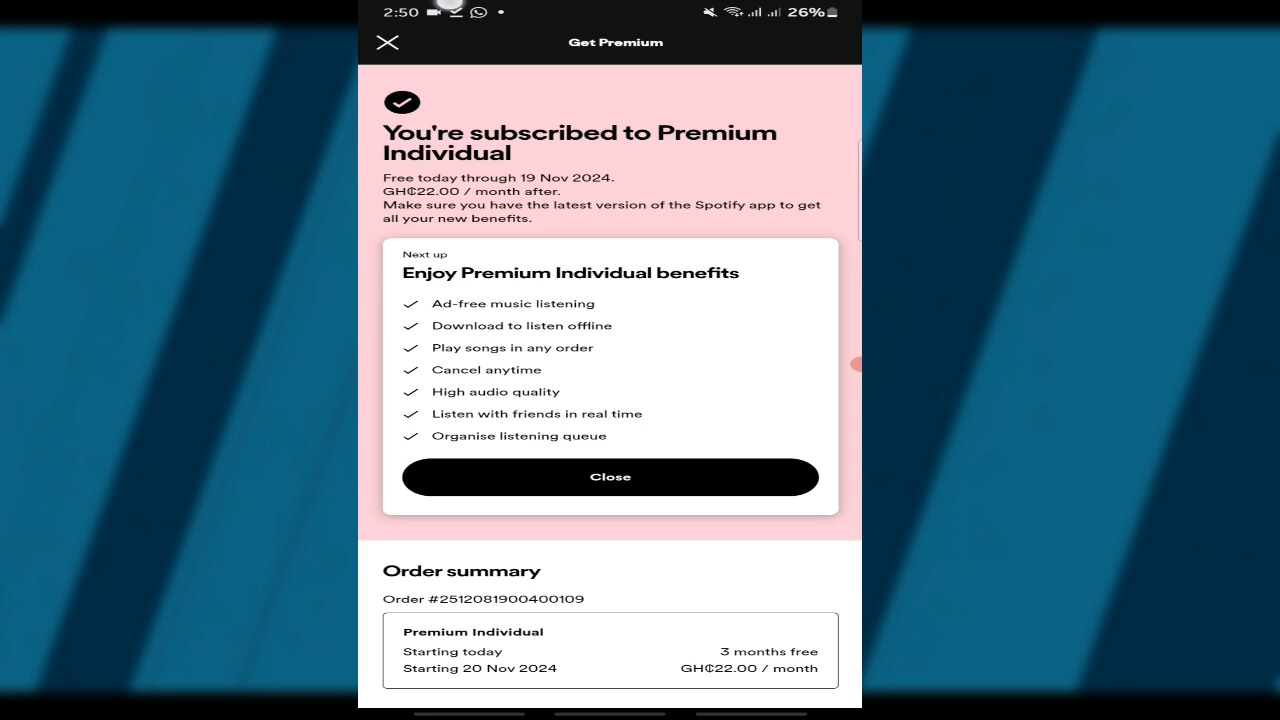 2:50 26%
Get Premium
You're subscribed to Premium
Individual
Free today through 19 Nov 2024.
GH₵22.00 / month after.
Make sure you have the latest version of the Spotify app to get
all your new benefits.
Next up
Enjoy Premium Individual benefits
Ad-free music listening
Download to listen offline
Play songs in any order
Cancel anytime
High audio quality
Listen with friends in real time
Organise listening queue
Close
Order summary
Order #2512081900400109
Premium Individual
Starting today 3 months free
Starting 20 Nov 2024 GH₵22.00 / month